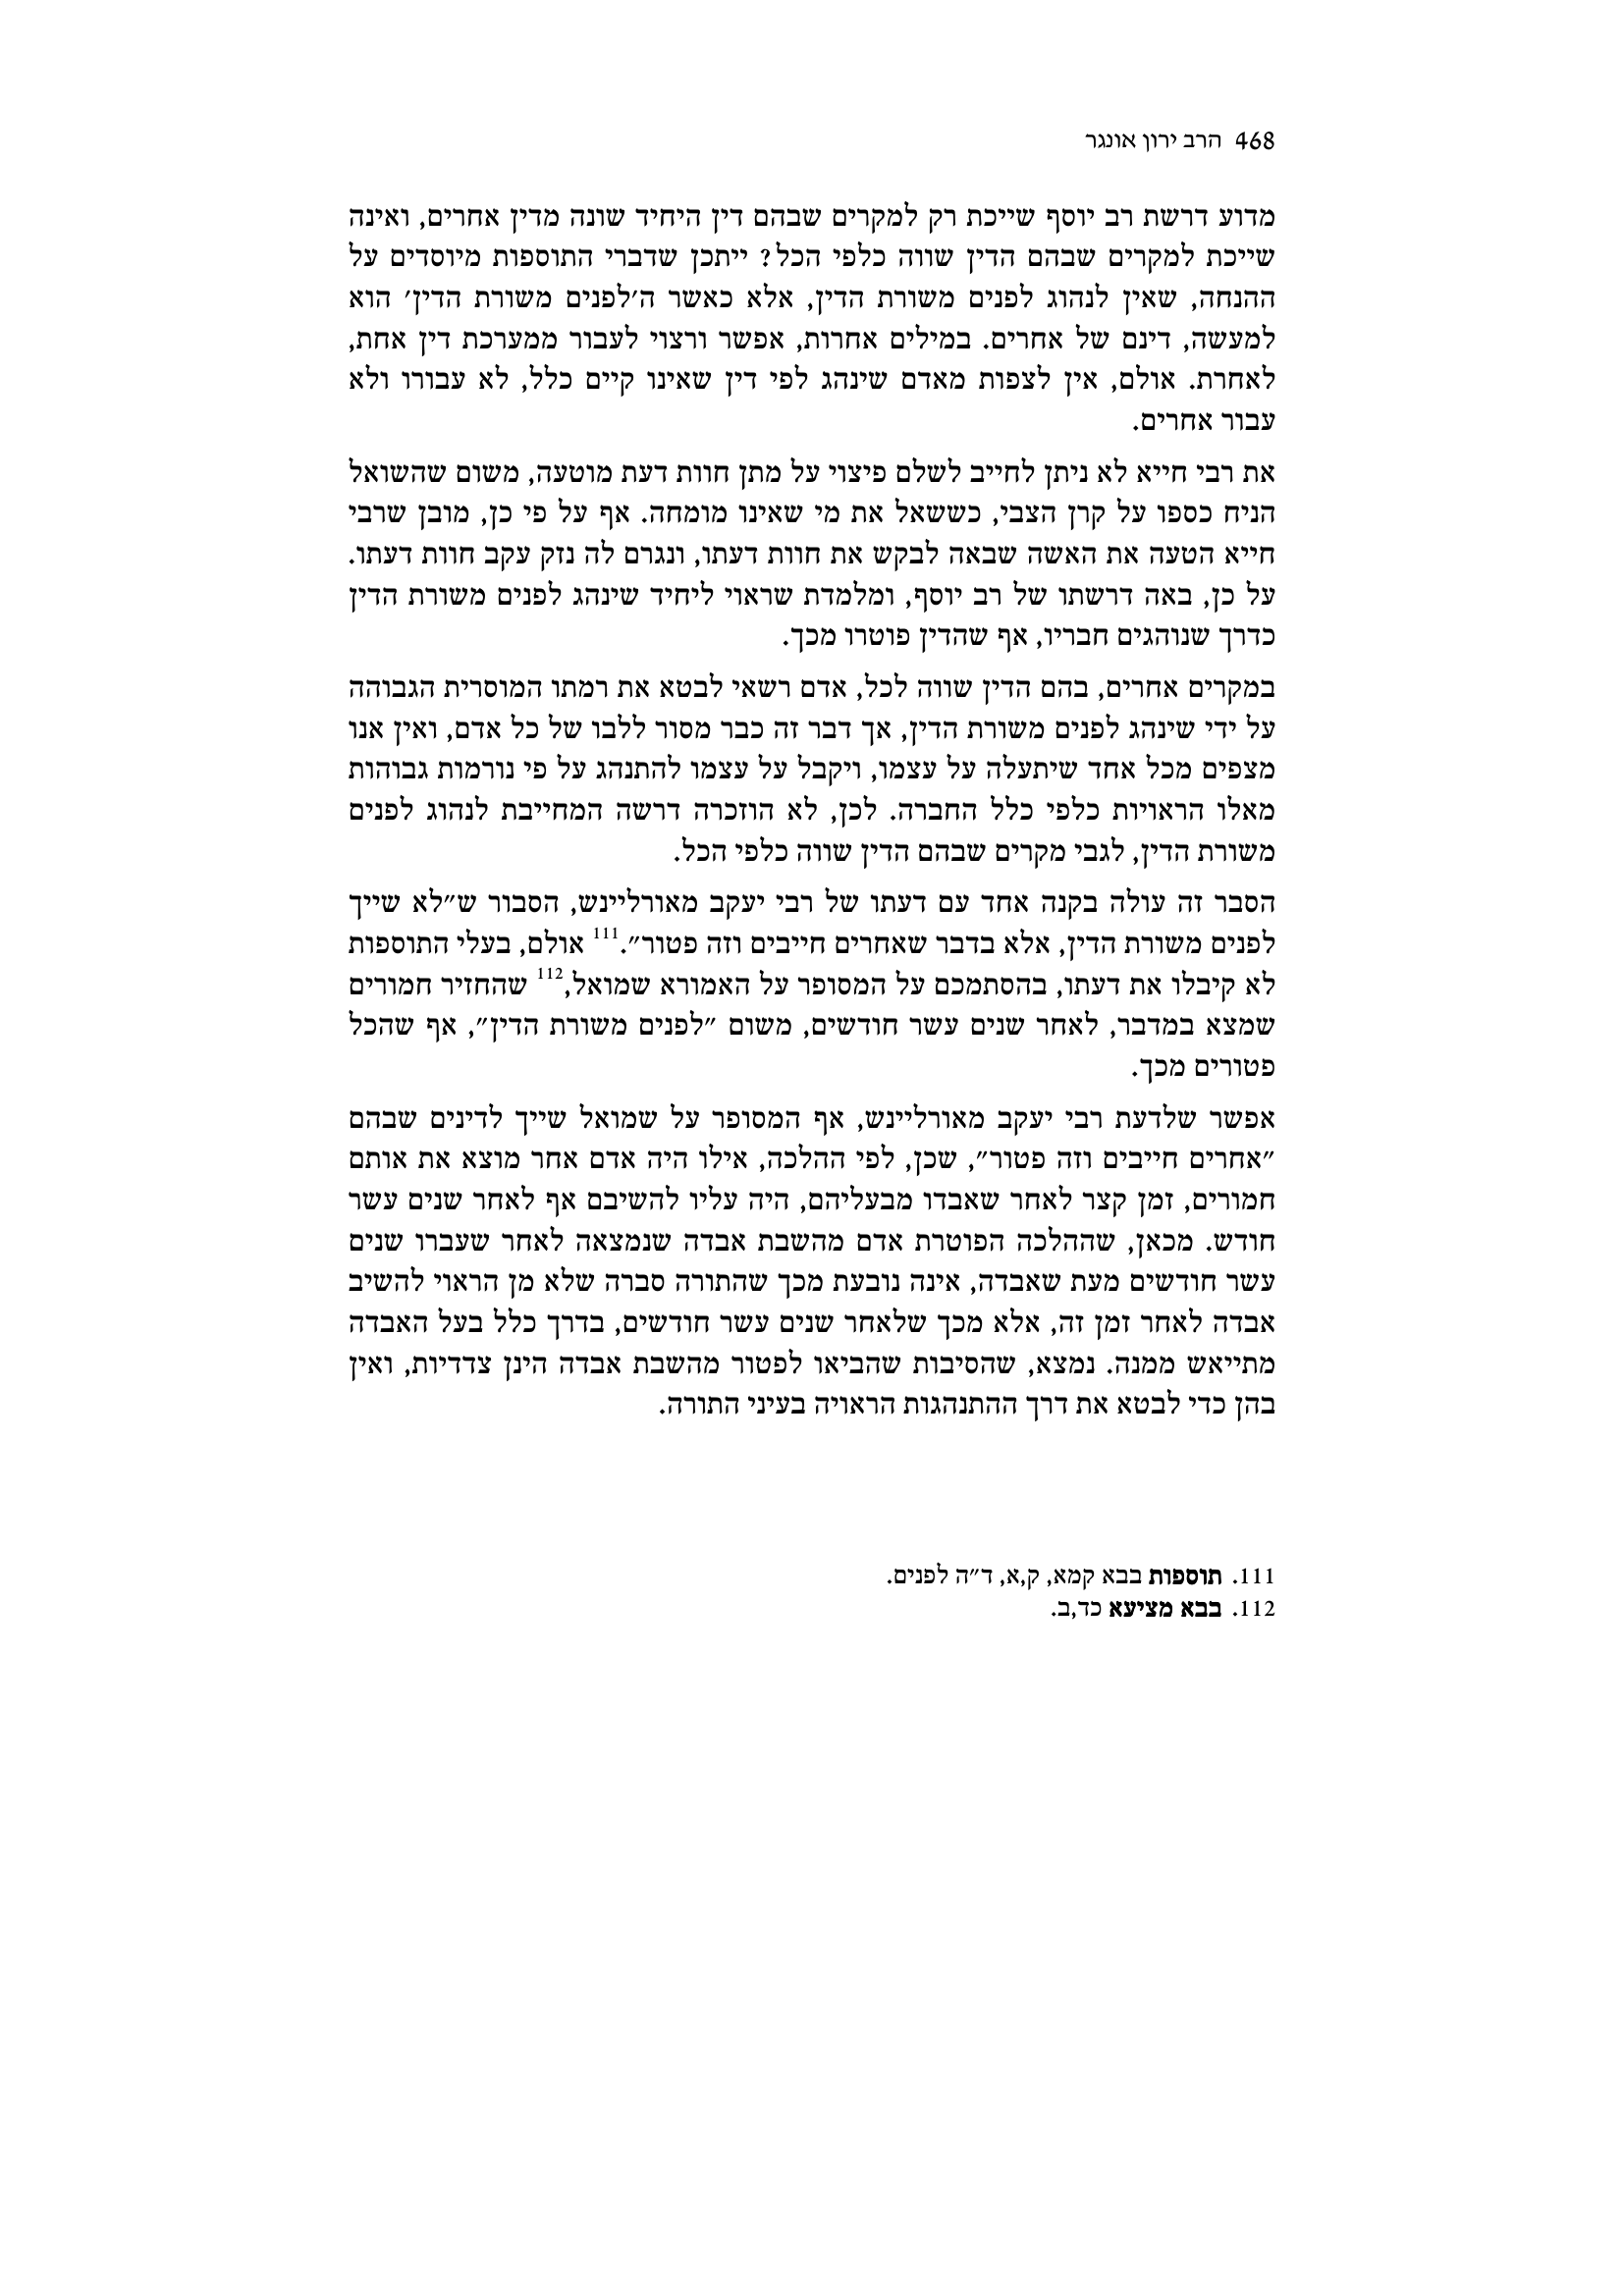 468 הרב ירון אונגר
מדוע דרשת רב יוסף שייכת רק למקרים שבהם דין היחיד שונה מדין אחרים, ואינה
שייכת למקרים שבהם הדין שווה כלפי הכל? ייתכן שדברי התוספות מיוסדים על
ההנחה, שאין לנהוג לפנים משורת הדין, אלא כאשר ה׳לפנים משורת הדין׳ הוא
למעשה, דינם של אחרים. במילים אחרות, אפשר ורצוי לעבור ממערכת דין אחת,
לאחרת. אולם, אין לצפות מאדם שינהג לפי דין שאינו קיים כלל, לא עבורו ולא
עבור אחרים.
את רבי חייא לא ניתן לחייב לשלם פיצוי על מתן חוות דעת מוטעה, משום שהשואל
הניח כספו על קרן הצבי, כששאל את מי שאינו מומחה. אף על פי כן, מובן שרבי
חייא הטעה את האשה שבאה לבקש את חוות דעתו, ונגרם לה נזק עקב חוות דעתו.
על כן, באה דרשתו של רב יוסף, ומלמדת שראוי ליחיד שינהג לפנים משורת הדין
כדרך שנוהגים חבריו, אף שהדין פוטרו מכך.
במקרים אחרים, בהם הדין שווה לכל, אדם רשאי לבטא את רמתו המוסרית הגבוהה
על ידי שינהג לפנים משורת הדין, אך דבר זה כבר מסור ללבו של כל אדם, ואין אנו
מצפים מכל אחד שיתעלה על עצמו, ויקבל על עצמו להתנהג על פי נורמות גבוהות
מאלו הראויות כלפי כלל החברה. לכן, לא הוזכרה דרשה המחייבת לנהוג לפנים
משורת הדין, לגבי מקרים שבהם הדין שווה כלפי הכל.
הסבר זה עולה בקנה אחד עם דעתו של רבי יעקב מאורליינש, הסבור ש״לא שייך
לפנים משורת הדין, אלא בדבר שאחרים חייבים וזה פטור״.111 אולם, בעלי התוספות
לא קיבלו את דעתו, בהסתמכם על המסופר על האמורא שמואל,112 שהחזיר חמורים
שמצא במדבר, לאחר שנים עשר חודשים, משום ״לפנים משורת הדין״, אף שהכל
פטורים מכך.
אפשר שלדעת רבי יעקב מאורליינש, אף המסופר על שמואל שייך לדינים שבהם
״אחרים חייבים וזה פטור״, שכן, לפי ההלכה, אילו היה אדם אחר מוצא את אותם
חמורים, זמן קצר לאחר שאבדו מבעליהם, היה עליו להשיבם אף לאחר שנים עשר
חודש. מכאן, שההלכה הפוטרת אדם מהשבת אבדה שנמצאה לאחר שעברו שנים
עשר חודשים מעת שאבדה, אינה נובעת מכך שהתורה סברה שלא מן הראוי להשיב
אבדה לאחר זמן זה, אלא מכך שלאחר שנים עשר חודשים, בדרך כלל בעל האבדה
מתייאש ממנה. נמצא, שהסיבות שהביאו לפטור מהשבת אבדה הינן צדדיות, ואין
בהן כדי לבטא את דרך ההתנהגות הראויה בעיני התורה.
111. תוספות בבא קמא, ק,א, ד״ה לפנים.
112. בבא מציעא כד,ב.